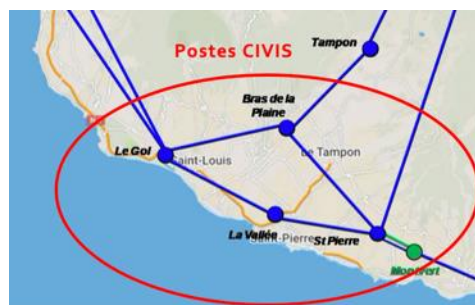 Postes CIVIS
Tampon
Bras de la
Plaine
Le Gol
Saint-Louis
Le Tampon
La Vallée
Saint-Pierre
St Pierre
Montvert